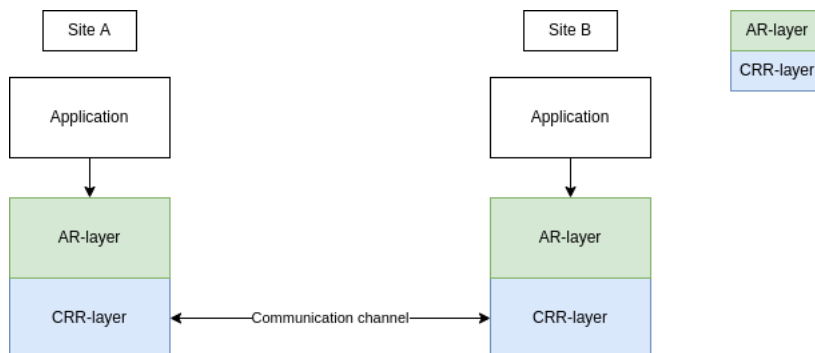 Site A
Site B
AR-layer
CRR-layer
Application
Application
AR-layer
AR-layer
CRR-layer
Communication channel
CRR-layer